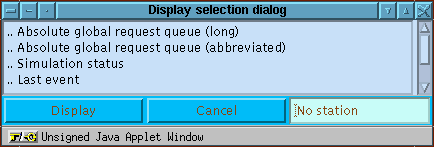 Display selection dialog
.. Absolute global request queue (long)
.. Absolute global request queue (abbreviated)
.. Simulation status
.. Last event
Display
Cancel
No station
Unsigned Java Applet Window